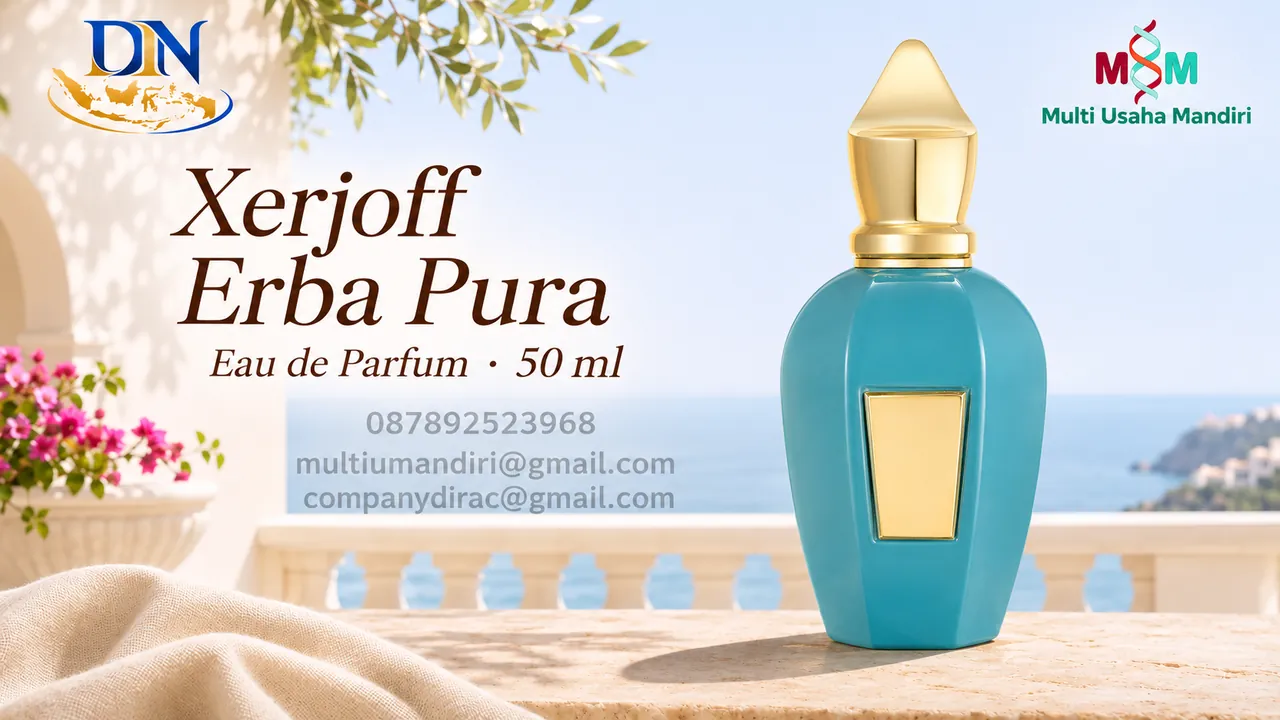 DIN
MSM
Multi Usaha Mandiri
Xerjoff
Erba Pura
Eau de Parfum · 50 ml
087892523968
multiumandiri@gmail.com
companydirac@gmail.com